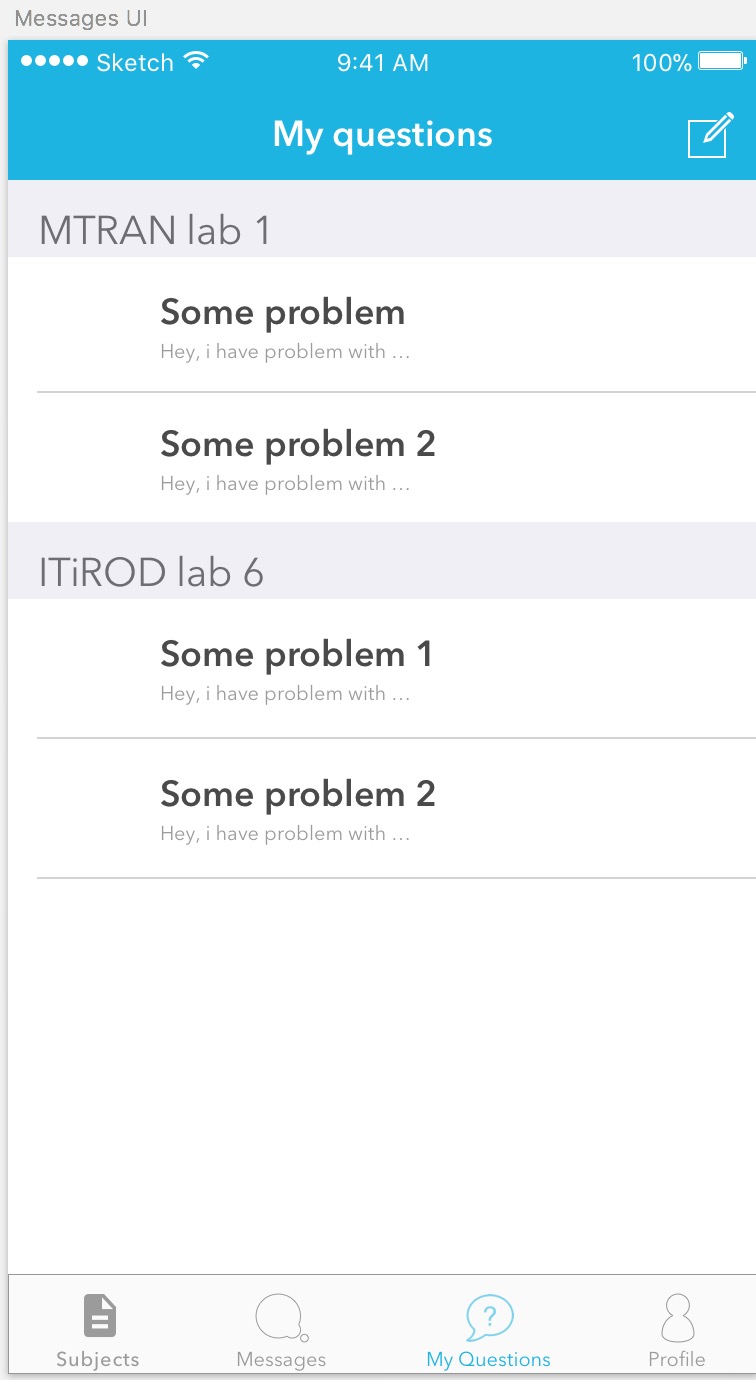 Messages UI
Sketch 9:41 AM 100%
My questions
MTRAN lab 1
Some problem
Hey, i have problem with ...
Some problem 2
Hey, i have problem with ...
ITiROD lab 6
Some problem 1
Hey, i have problem with ...
Some problem 2
Hey, i have problem with ...
?
Subjects Messages My Questions Profile